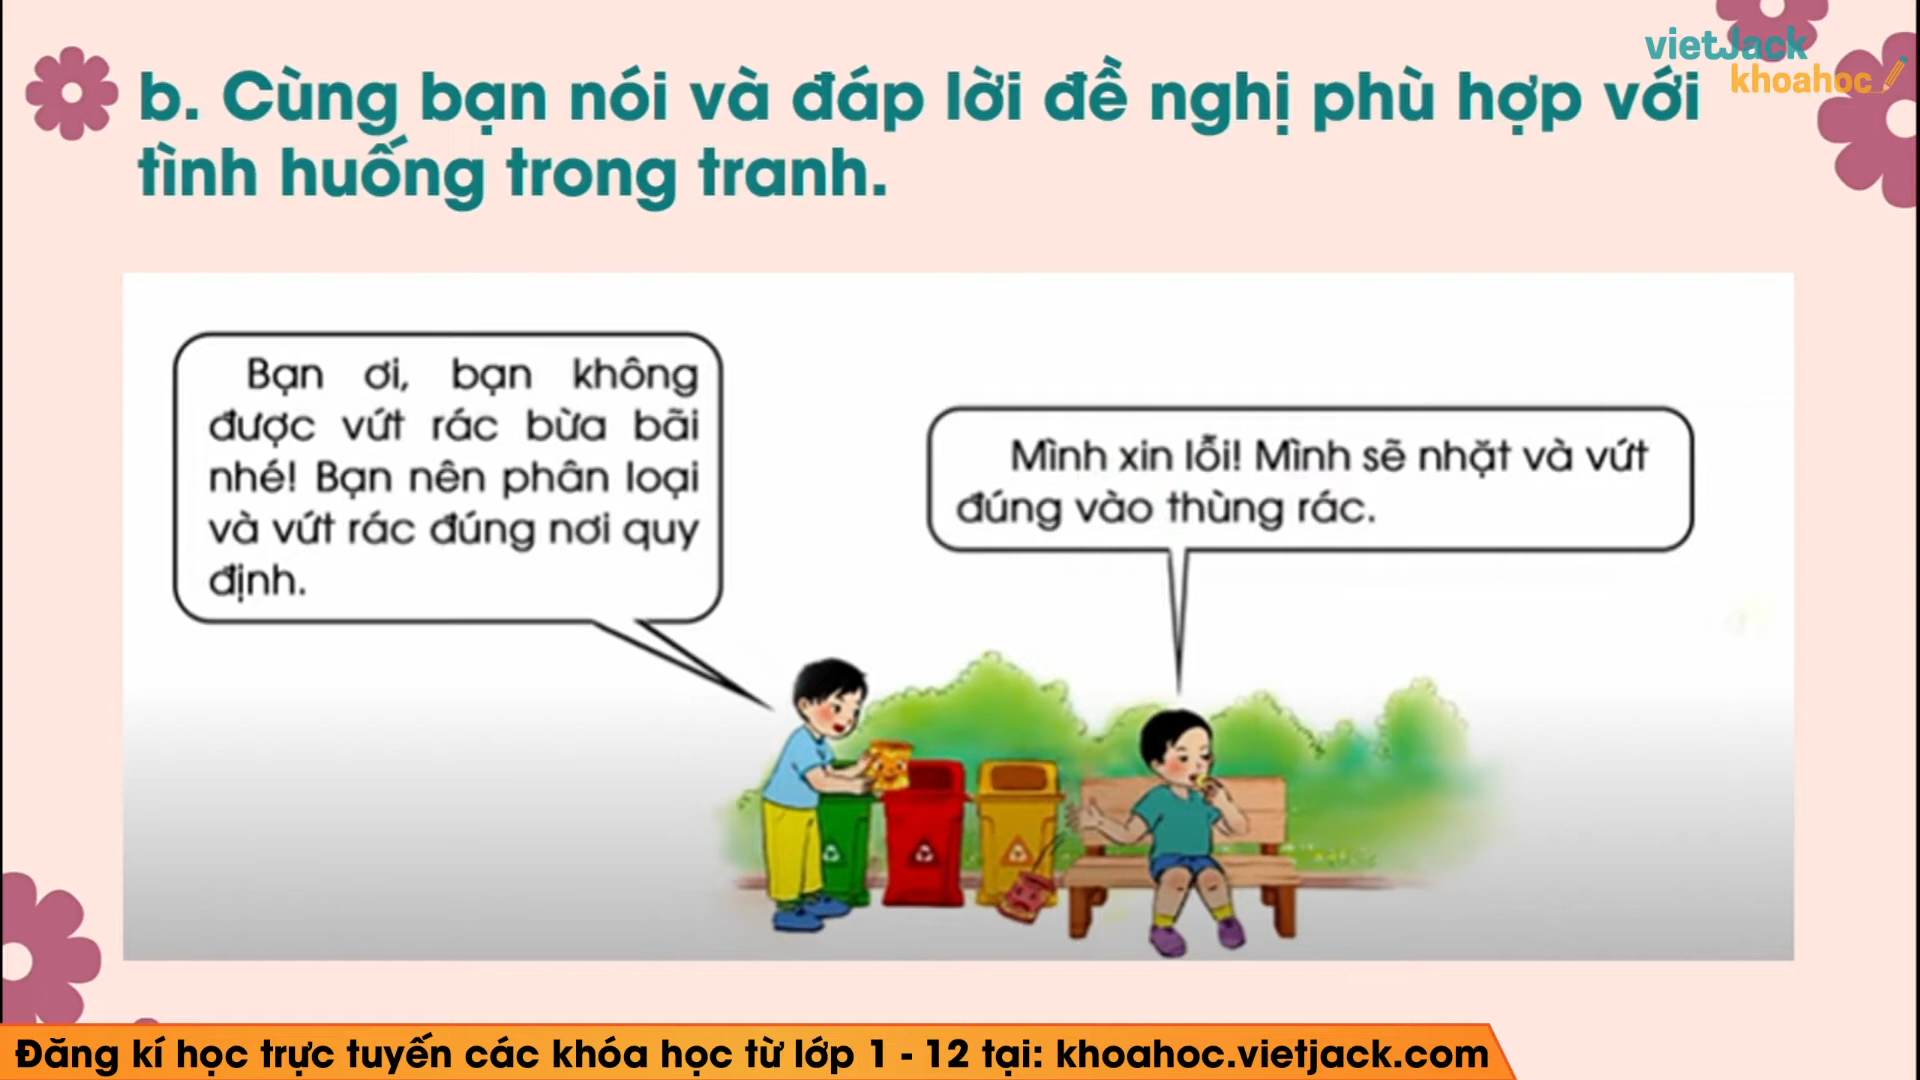 vietJack
khoahoc
b. Cùng bạn nói và đáp lời đề nghị phù hợp với
tình huống trong tranh.
Bạn ơi, bạn không
được vứt rác bừa bãi
nhé! Bạn nên phân loại
và vứt rác đúng nơi quy
định.
Mình xin lỗi! Mình sẽ nhặt và vứt
đúng vào thùng rác.
Đăng kí học trực tuyến các khóa học từ lớp 1 - 12 tại: khoahoc.vietjack.com